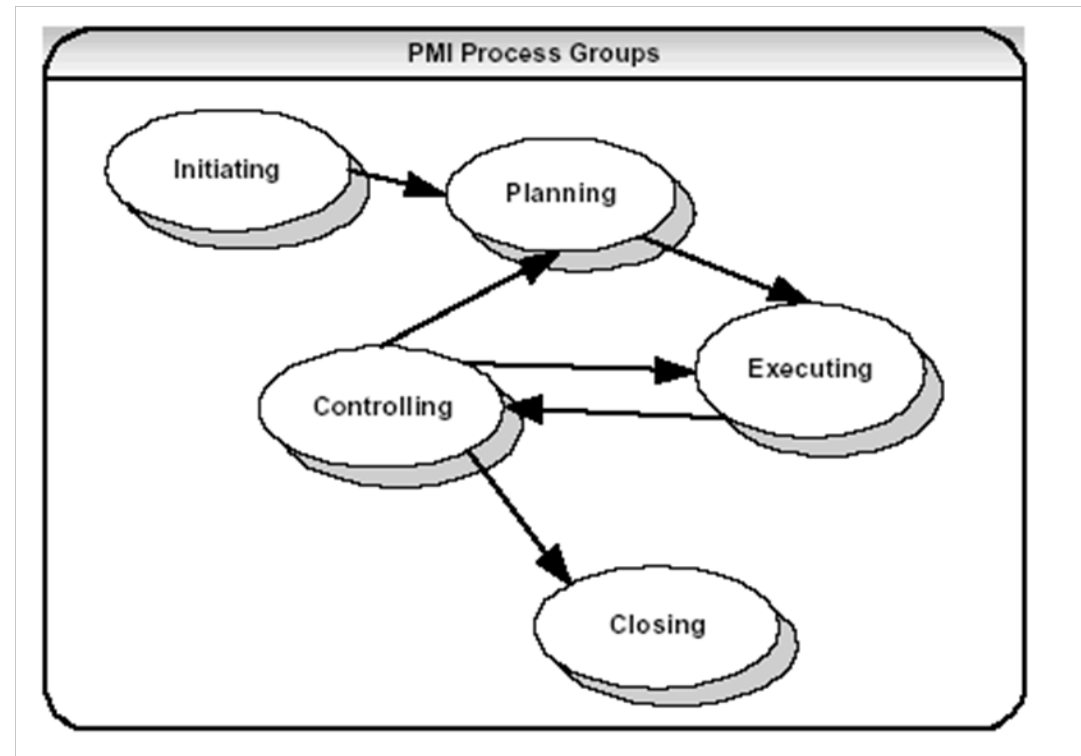 PMI Process Groups
Initiating
Planning
Executing
Controlling
Closing